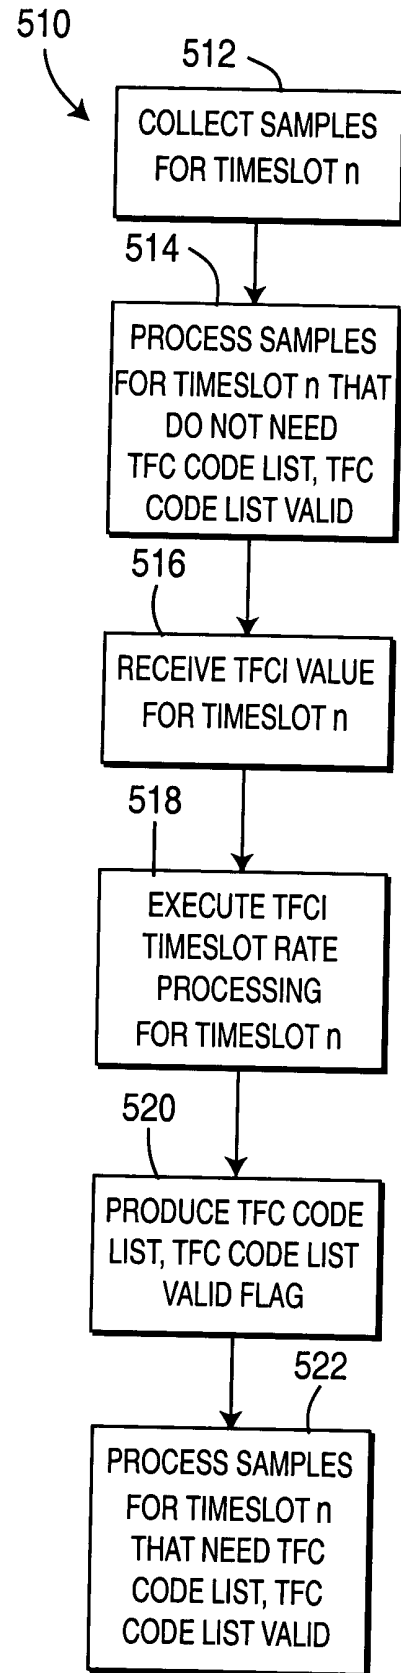 510
512
COLLECT SAMPLES
FOR TIMESLOT n
514
PROCESS SAMPLES
FOR TIMESLOT n THAT
DO NOT NEED
TFC CODE LIST, TFC
CODE LIST VALID
516
RECEIVE TFCI VALUE
FOR TIMESLOT n
518
EXECUTE TFCI
TIMESLOT RATE
PROCESSING
FOR TIMESLOT n
520
PRODUCE TFC CODE
LIST, TFC CODE LIST
VALID FLAG
522
PROCESS SAMPLES
FOR TIMESLOT n
THAT NEED TFC
CODE LIST, TFC
CODE LIST VALID